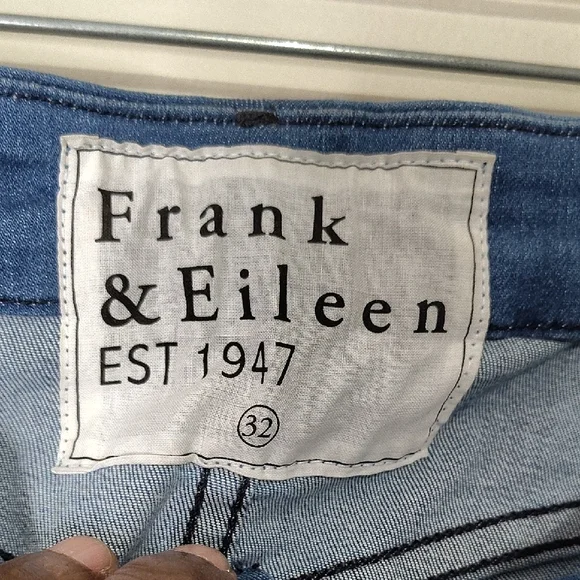 Frank
& Eileen
EST 1947
32